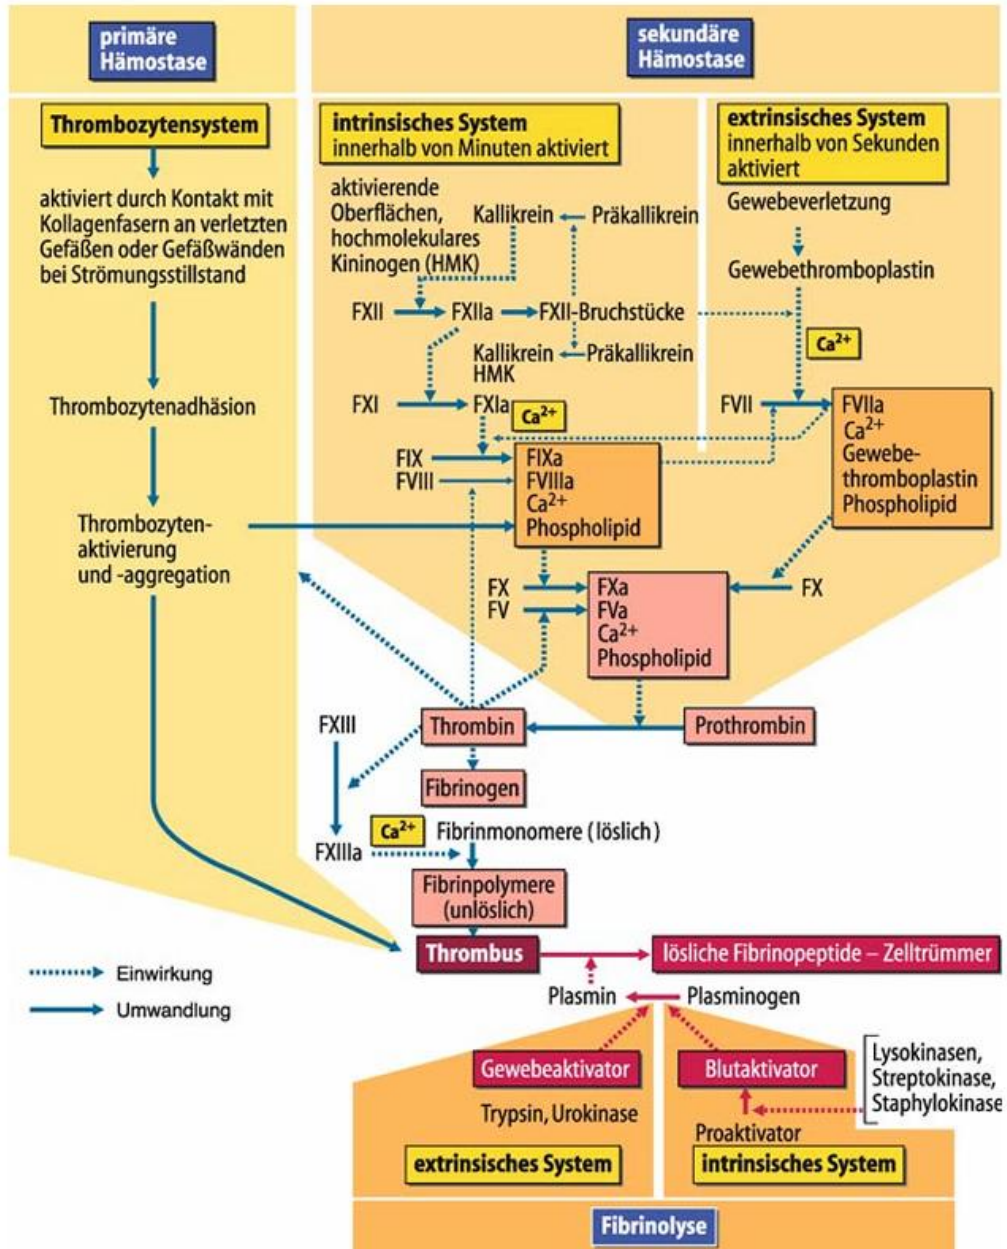 primäre
Hämostase
sekundäre
Hämostase
Thrombozytensystem
aktiviert durch Kontakt mit
Kollagenfasern an verletzten
Gefäßen oder Gefäßwänden
bei Strömungsstillstand
Thrombozytenadhäsion
Thrombozyten-
aktivierung
und -aggregation
intrinsisches System
innerhalb von Minuten aktiviert
aktivierende
Oberflächen,
hochmolekulares
Kininogen (HMK)
Kallikrein
Präkallikrein
FXII
FXIIa
FXII-Bruchstücke
Kallikrein
HMK
Präkallikrein
FXI
FXIa
Ca2+
FIX
FVIII
FIXa
FVIIIa
Ca2+
Phospholipid
extrinsisches System
innerhalb von Sekunden
aktiviert
Gewebeverletzung
Gewebethromboplastin
Ca2+
FVII
FVIIa
Ca2+
Gewebe-
thromboplastin
Phospholipid
FX
FV
FXa
FVa
Ca2+
Phospholipid
FX
FXIII
Thrombin
Prothrombin
Fibrinogen
Ca2+
Fibrinmonomere (löslich)
FXIIIa
Fibrinpolymere
(unlöslich)
Thrombus
lösliche Fibrinopeptide – Zelltrümmer
Einwirkung
Umwandlung
Plasmin
Plasminogen
Gewebeaktivator
Trypsin, Urokinase
extrinsisches System
Blutaktivator
Lysokinasen,
Streptokinase,
Staphylokinase
Proaktivator
intrinsisches System
Fibrinolyse